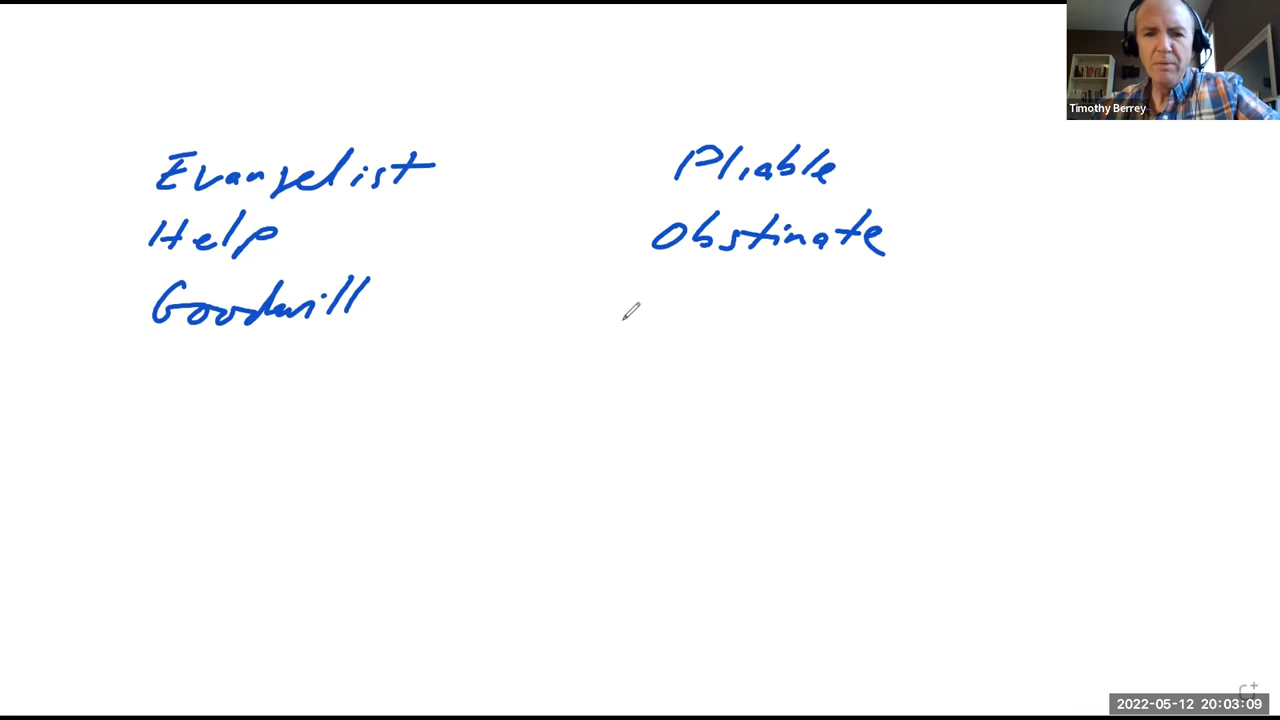 Timothy Berrey
Evangelist
Help
Goodwill
Pliable
Obstinate
2022-05-12 20:03:09